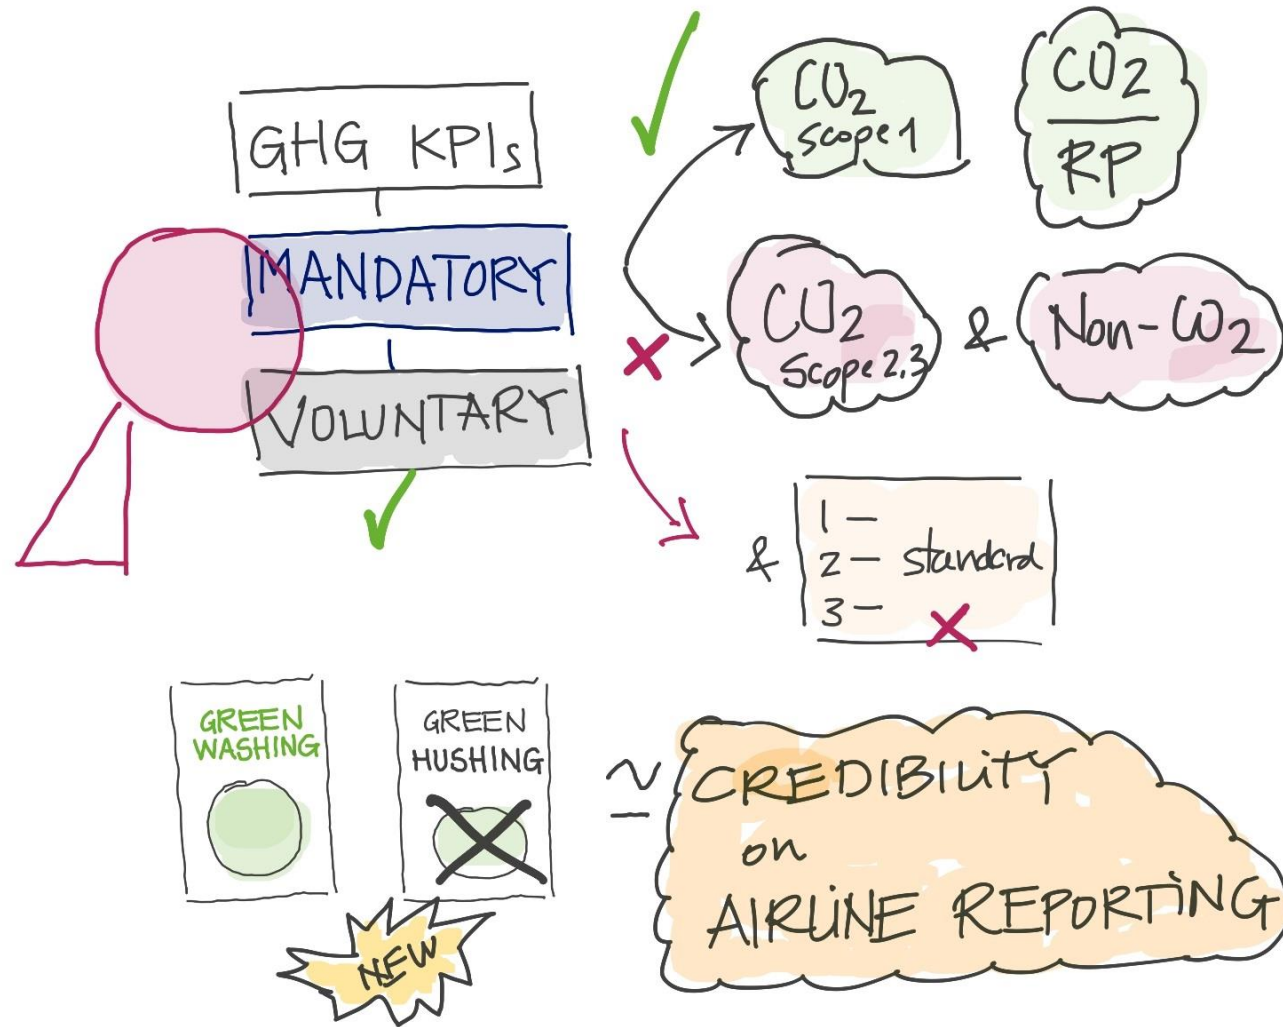 GHG KPIs
MANDATORY
VOLUNTARY
CO2
scope 1
CO2
RP
CO2
Scope 2,3
&
Non-CO2
&
1 —
2 — standard
3 —
GREEN
WASHING
GREEN
HUSHING
NEW
≃
CREDIBILITY
on
AIRLINE REPORTING